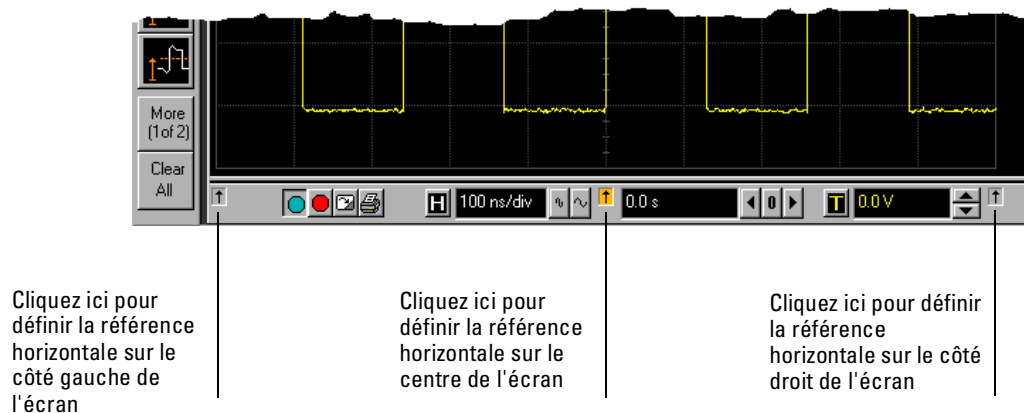 More
(1of 2)
Clear
All
H
100 ns/div
0.0 s
0
T
0.0 V
Cliquez ici pour
définir la référence
horizontale sur le
côté gauche de
l'écran
Cliquez ici pour
définir la référence
horizontale sur le
centre de l'écran
Cliquez ici pour définir
la référence
horizontale sur le côté
droit de l'écran